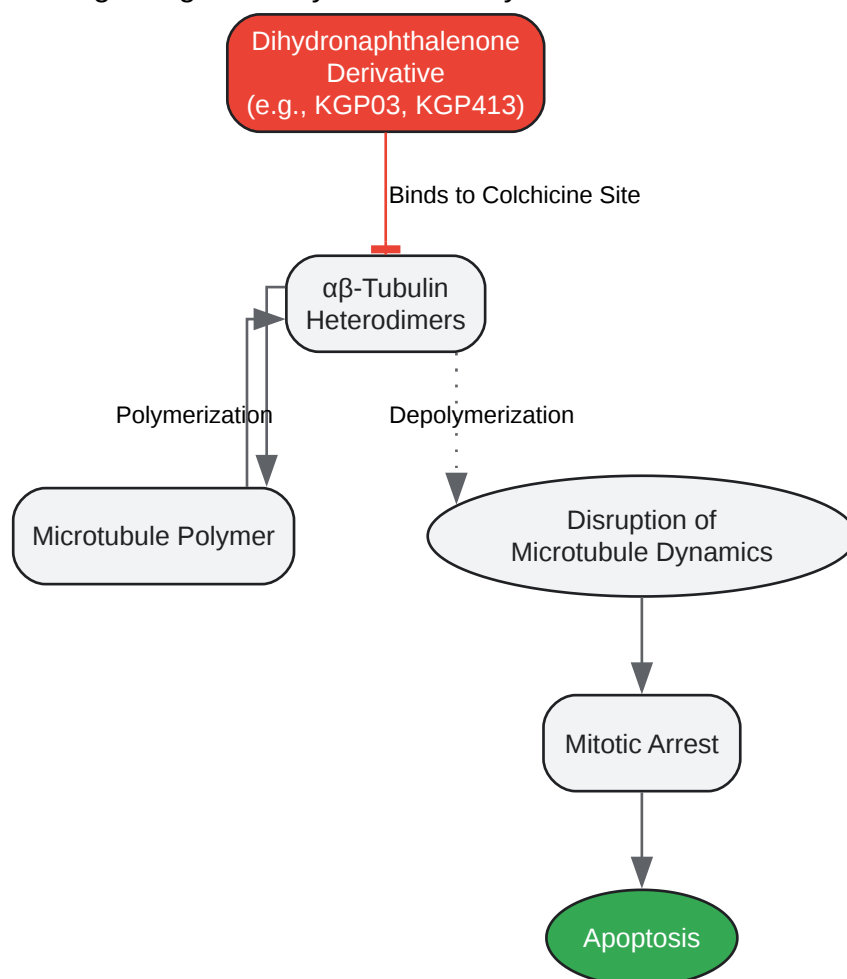 Dihydronaphthalenone
Derivative
(e.g., KGP03, KGP413)
Binds to Colchicine Site
αβ-Tubulin
Heterodimers
Polymerization
Depolymerization
Microtubule Polymer
Disruption of
Microtubule Dynamics
Mitotic Arrest
Apoptosis